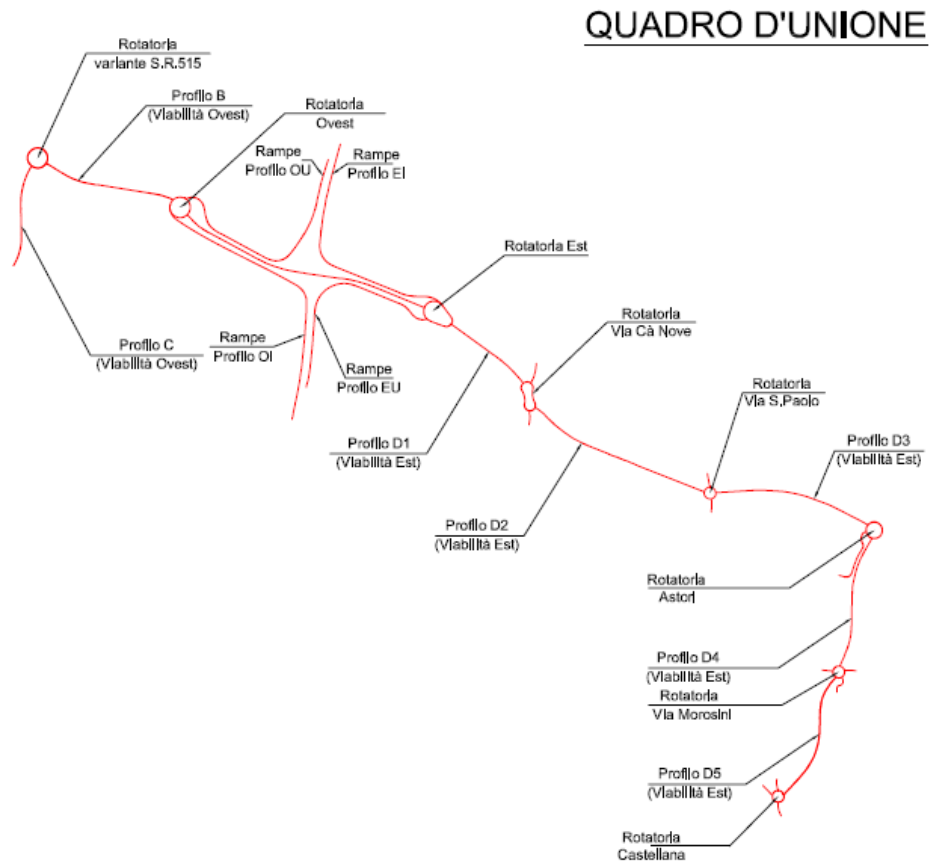 QUADRO D'UNIONE
Rotatoria
variante S.R.515
Profilo B
(Viabilità Ovest)
Rotatoria
Ovest
Rampe
Profilo OU
Rampe
Profilo EI
Rotatoria Est
Rotatoria
Via Cà Nove
Profilo C
(Viabilità Ovest)
Rampe
Profilo OI
Rampe
Profilo EU
Rotatoria
Via S.Paolo
Profilo D1
(Viabilità Est)
Profilo D3
(Viabilità Est)
Profilo D2
(Viabilità Est)
Rotatoria
Astori
Profilo D4
(Viabilità Est)
Rotatoria
Via Morosini
Profilo D5
(Viabilità Est)
Rotatoria
Castellana